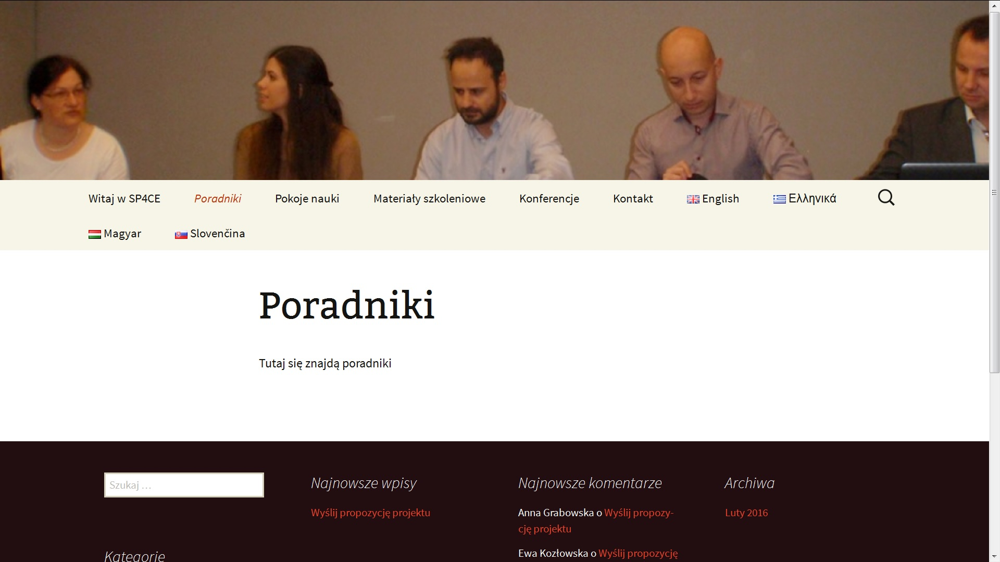 Witaj w SP4CE Poradniki Pokoje nauki Materiały szkoleniowe Konferencje Kontakt English Ελληνικά
Magyar Slovenčina
Poradniki
Tutaj się znajdą poradniki
Szukaj …
Kategorie
Najnowsze wpisy
Wyślij propozycję projektu
Najnowsze komentarze
Anna Grabowska o Wyślij propozy-
cję projektu
Ewa Kozłowska o Wyślij propozycję
Archiwa
Luty 2016